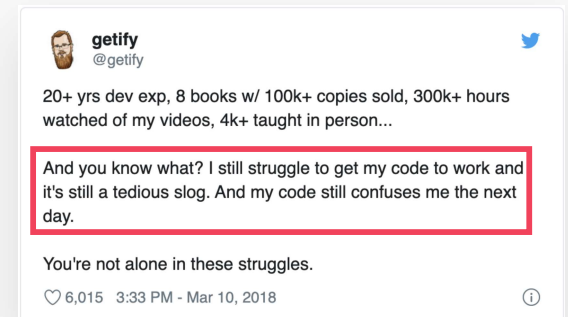 getify
@getify
20+ yrs dev exp, 8 books w/ 100k+ copies sold, 300k+ hours
watched of my videos, 4k+ taught in person...
And you know what? I still struggle to get my code to work and
it's still a tedious slog. And my code still confuses me the next
day.
You're not alone in these struggles.
6,015 3:33 PM - Mar 10, 2018